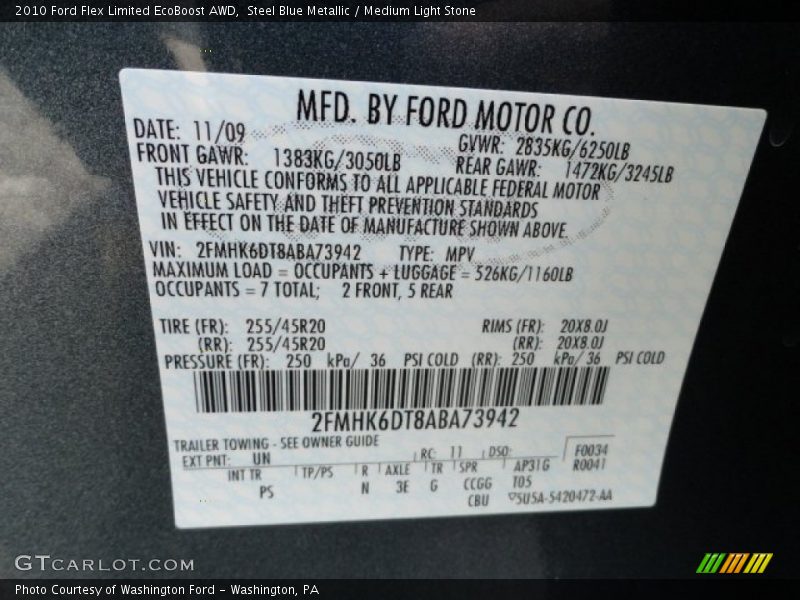 2010 Ford Flex Limited EcoBoost AWD, Steel Blue Metallic / Medium Light Stone
MFD. BY FORD MOTOR CO.
DATE: 11/09 GVWR: 2835KG/6250LB
FRONT GAWR: 1383KG/3050LB REAR GAWR: 1472KG/3245LB
THIS VEHICLE CONFORMS TO ALL APPLICABLE FEDERAL MOTOR
VEHICLE SAFETY AND THEFT PREVENTION STANDARDS
IN EFFECT ON THE DATE OF MANUFACTURE SHOWN ABOVE.
VIN: 2FMHK6DT8ABA73942 TYPE: MPV
MAXIMUM LOAD = OCCUPANTS + LUGGAGE = 526KG/1160LB
OCCUPANTS = 7 TOTAL; 2 FRONT, 5 REAR
TIRE (FR): 255/45R20 RIMS (FR): 20X8.0J
(RR): 255/45R20 (RR): 20X8.0J
PRESSURE (FR): 250 kPa/ 36 PSI COLD (RR): 250 kPa/ 36 PSI COLD
2FMHK6DT8ABA73942
TRAILER TOWING - SEE OWNER GUIDE
EXT PNT: UN RC: 11 DSO: F0034
INT TR TP/PS R AXLE TR SPR AP31G R0041
PS N 3E G CCGG T05
CBU 5U5A-5420472-AA
GTCARLOT.COM
Photo Courtesy of Washington Ford - Washington, PA